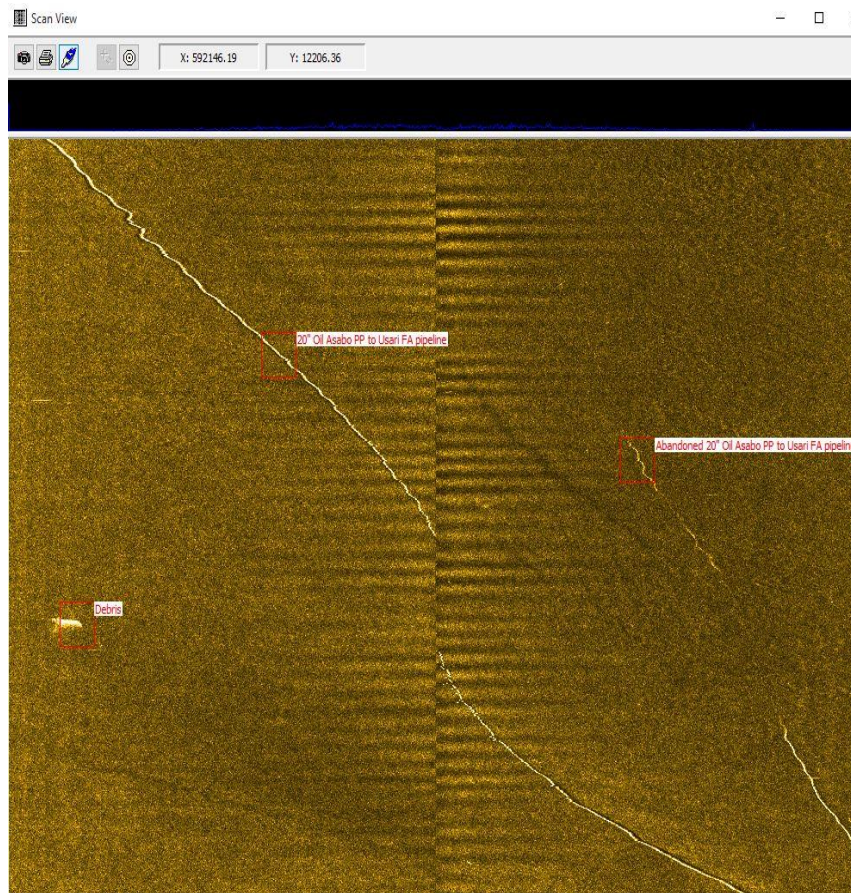 Scan View
X: 592146.19 Y: 12206.36
20" Oil Asabo PP to Usari FA pipeline
Abandoned 20" Oil Asabo PP to Usari FA pipelin
Debris